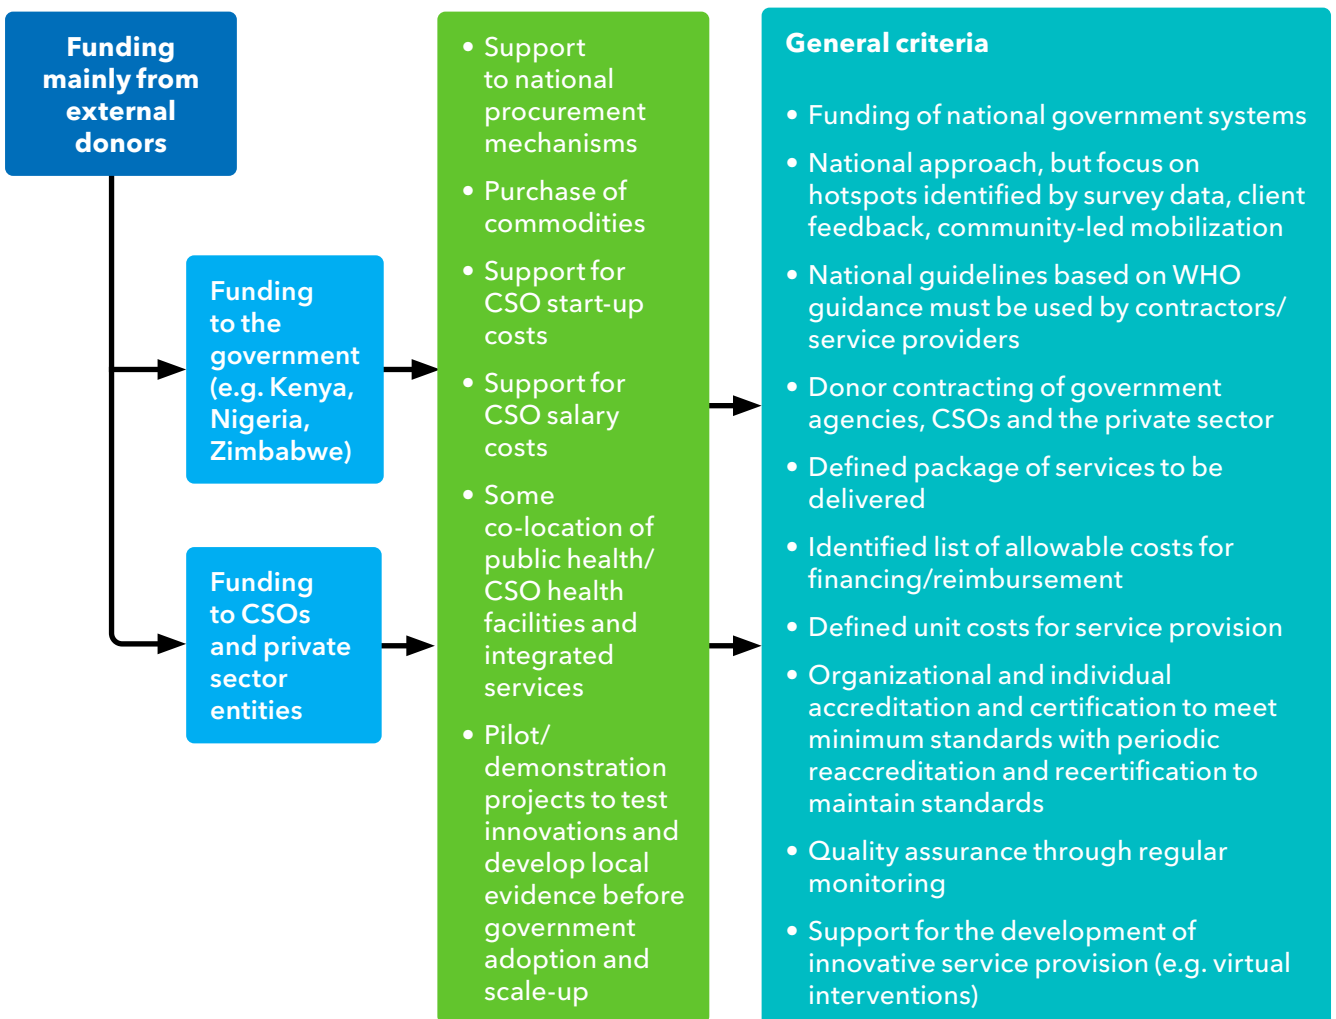 Funding
mainly from
external
donors
Funding
to the
government
(e.g. Kenya,
Nigeria,
Zimbabwe)
Funding
to CSOs
and private
sector
entities
• Support
to national
procurement
mechanisms
• Purchase of
commodities
• Support for
CSO start-up
costs
• Support for
CSO salary
costs
• Some
co-location of
public health/
CSO health
facilities and
integrated
services
• Pilot/
demonstration
projects to test
innovations and
develop local
evidence before
government
adoption and
scale-up
General criteria
• Funding of national government systems
• National approach, but focus on
hotspots identified by survey data, client
feedback, community-led mobilization
• National guidelines based on WHO
guidance must be used by contractors/
service providers
• Donor contracting of government
agencies, CSOs and the private sector
• Defined package of services to be
delivered
• Identified list of allowable costs for
financing/reimbursement
• Defined unit costs for service provision
• Organizational and individual
accreditation and certification to meet
minimum standards with periodic
reaccreditation and recertification to
maintain standards
• Quality assurance through regular
monitoring
• Support for the development of
innovative service provision (e.g. virtual
interventions)